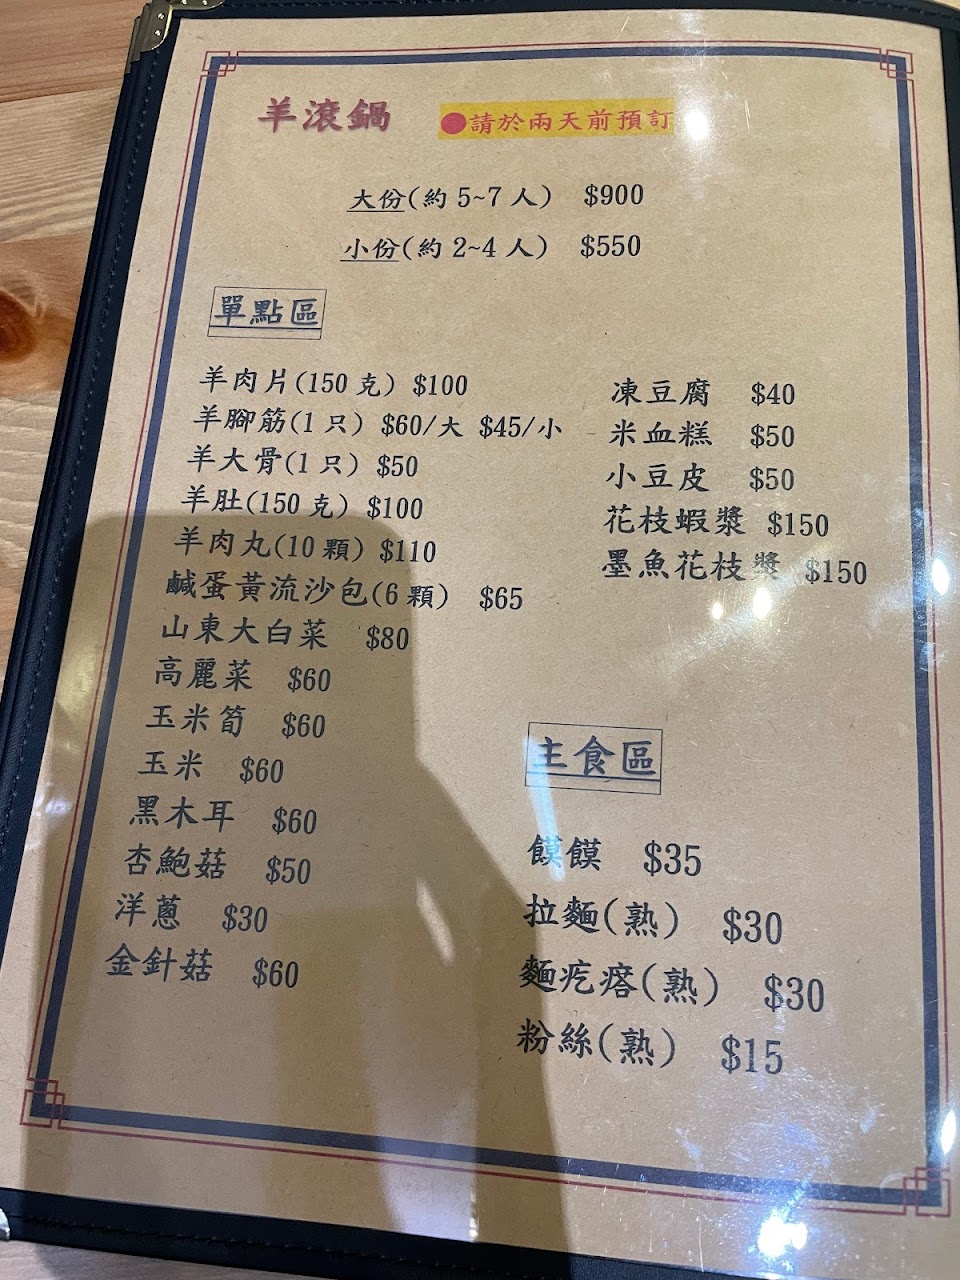 羊滾鍋
●請於兩天前預訂
大份(約 5~7 人) $900
小份(約 2~4 人) $550
單點區
羊肉片(150 克) $100
羊腳筋(1 只) $60/大 $45/小
羊大骨(1 只) $50
羊肚(150 克) $100
羊肉丸(10 顆) $110
鹹蛋黃流沙包(6 顆) $65
山東大白菜 $80
高麗菜 $60
玉米筍 $60
玉米 $60
黑木耳 $60
杏鮑菇 $50
洋蔥 $30
金針菇 $60
凍豆腐 $40
米血糕 $50
小豆皮 $50
花枝蝦漿 $150
墨魚花枝漿 $150
主食區
饃饃 $35
拉麵(熟) $30
麵疙瘩(熟) $30
粉絲(熟) $15